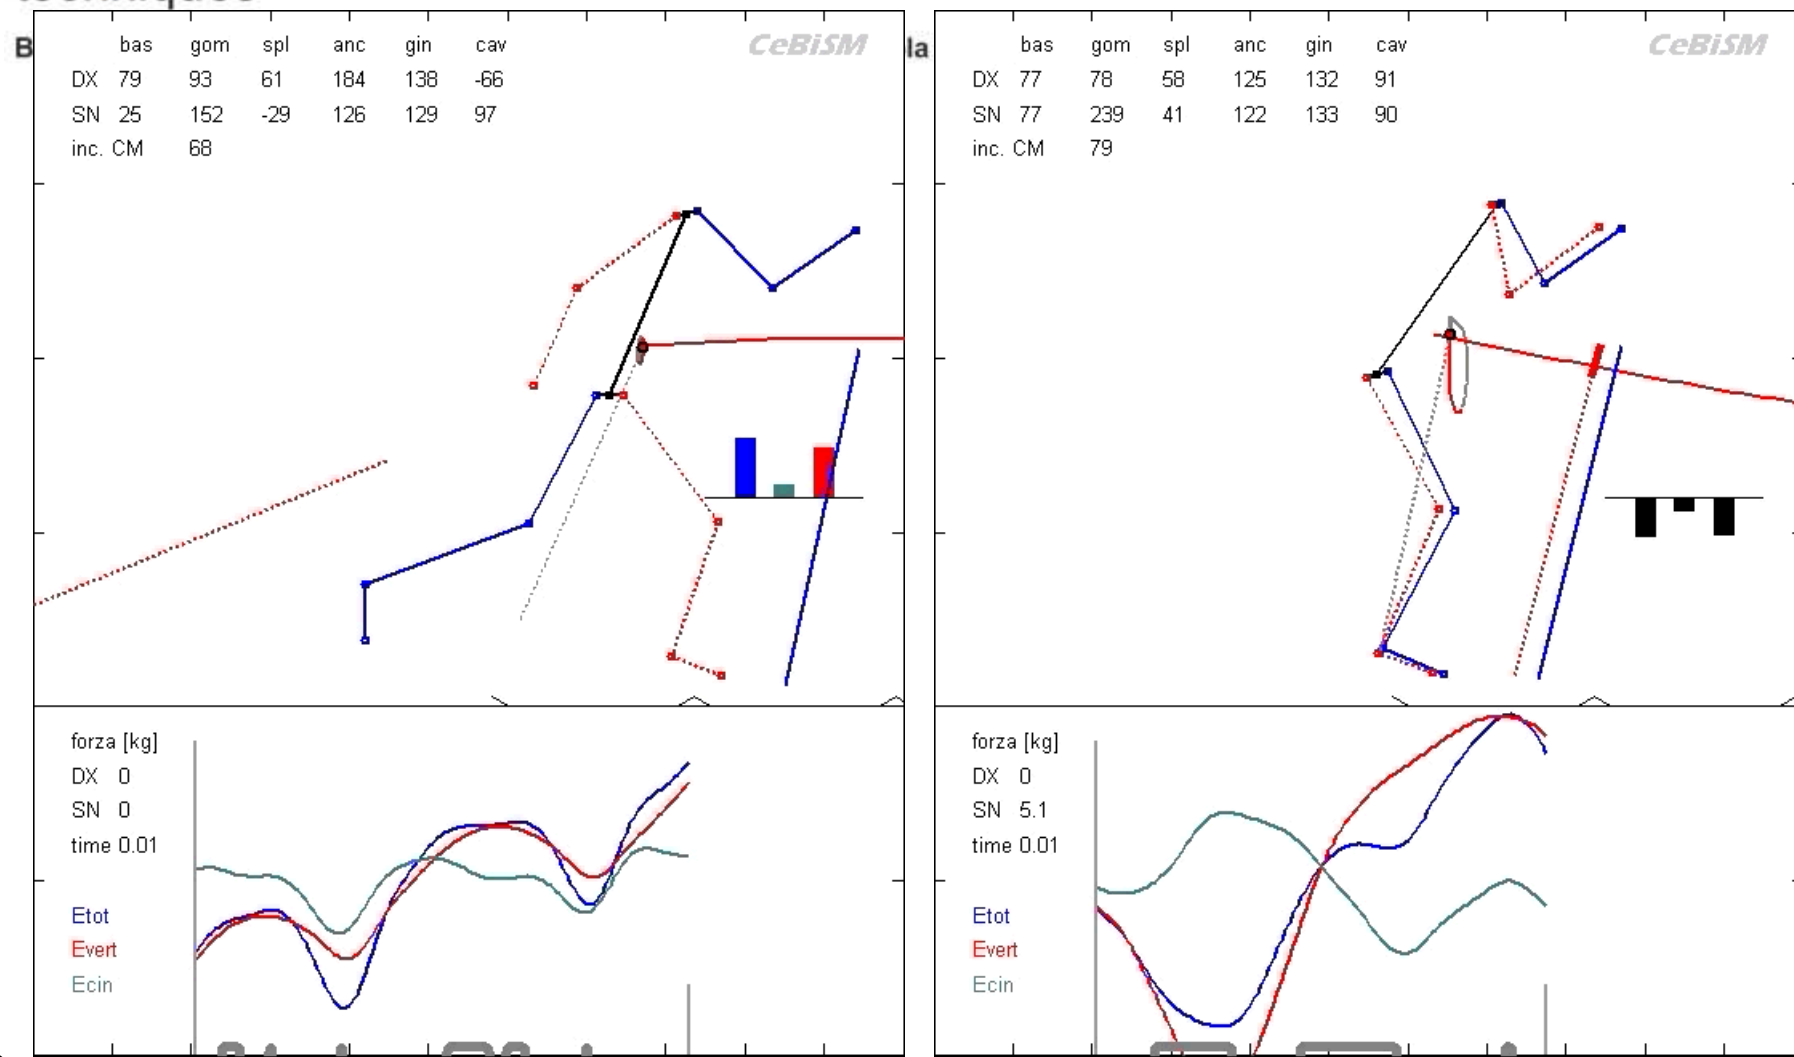 B
bas gom spl anc gin cav
DX 79 93 61 184 138 -66
SN 25 152 -29 126 129 97
inc. CM 68
CeBiSM
la
bas gom spl anc gin cav
DX 77 78 58 125 132 91
SN 77 239 41 122 133 90
inc. CM 79
CeBiSM
forza [kg]
DX 0
SN 0
time 0.01
Etot
Evert
Ecin
forza [kg]
DX 0
SN 5.1
time 0.01
Etot
Evert
Ecin